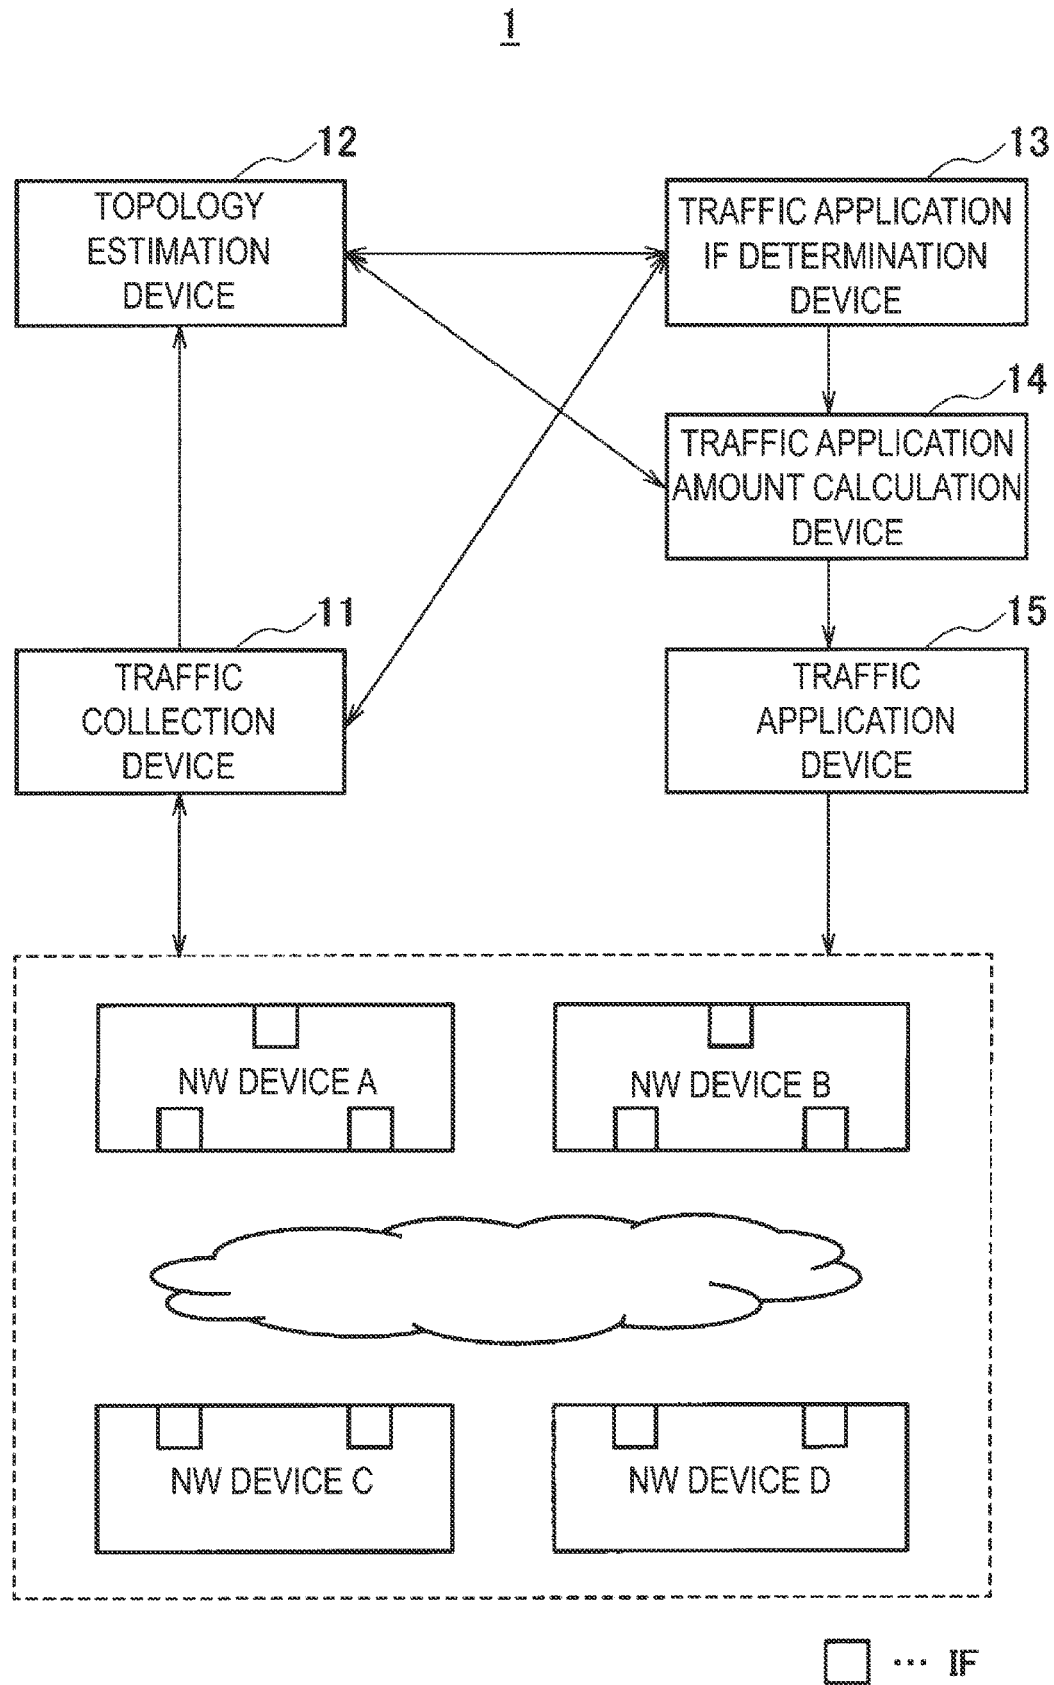 1
12
TOPOLOGY
ESTIMATION
DEVICE
13
TRAFFIC APPLICATION
IF DETERMINATION
DEVICE
14
TRAFFIC APPLICATION
AMOUNT CALCULATION
DEVICE
11
TRAFFIC
COLLECTION
DEVICE
15
TRAFFIC
APPLICATION
DEVICE
NW DEVICE A
NW DEVICE B
NW DEVICE C
NW DEVICE D
… IF